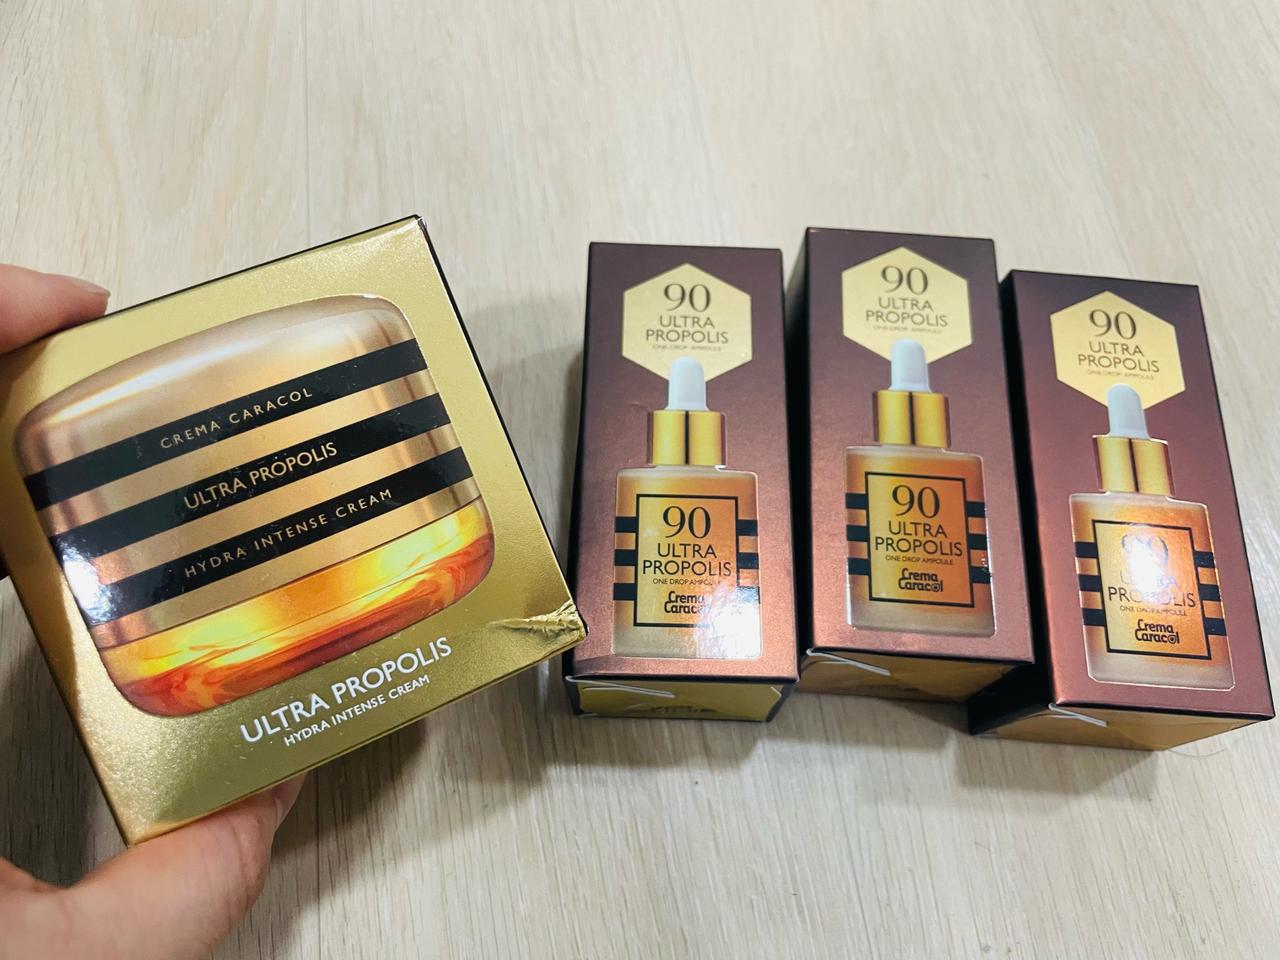 CREMA CARACOL
ULTRA PROPOLIS
HYDRA INTENSE CREAM
ULTRA PROPOLIS
HYDRA INTENSE CREAM
90
ULTRA
PROPOLIS
ONE DROP AMPOULE
90
ULTRA
PROPOLIS
ONE DROP AMPOULE
Crema
Caracol
90
ULTRA
PROPOLIS
ONE DROP AMPOULE
90
ULTRA
PROPOLIS
ONE DROP AMPOULE
Crema
Caracol
90
ULTRA
PROPOLIS
ONE DROP AMPOULE
90
ULTRA
PROPOLIS
ONE DROP AMPOULE
Crema
Caracol